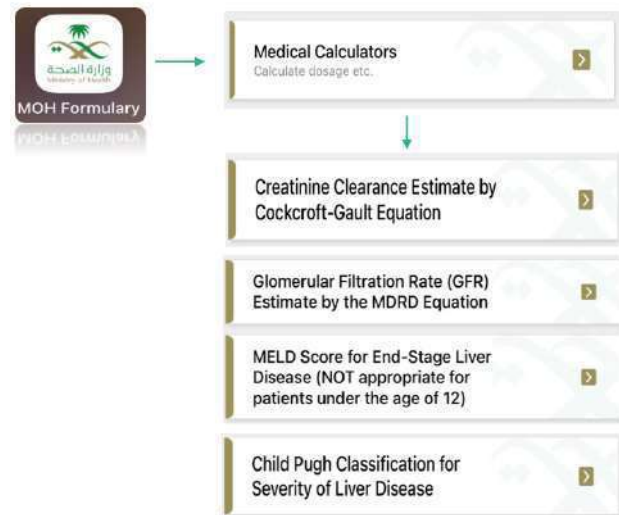 وزارة الصحة
Ministry of Health
MOH Formulary
Medical Calculators
Calculate dosage etc.
Creatinine Clearance Estimate by
Cockcroft-Gault Equation
Glomerular Filtration Rate (GFR)
Estimate by the MDRD Equation
MELD Score for End-Stage Liver
Disease (NOT appropriate for
patients under the age of 12)
Child Pugh Classification for
Severity of Liver Disease